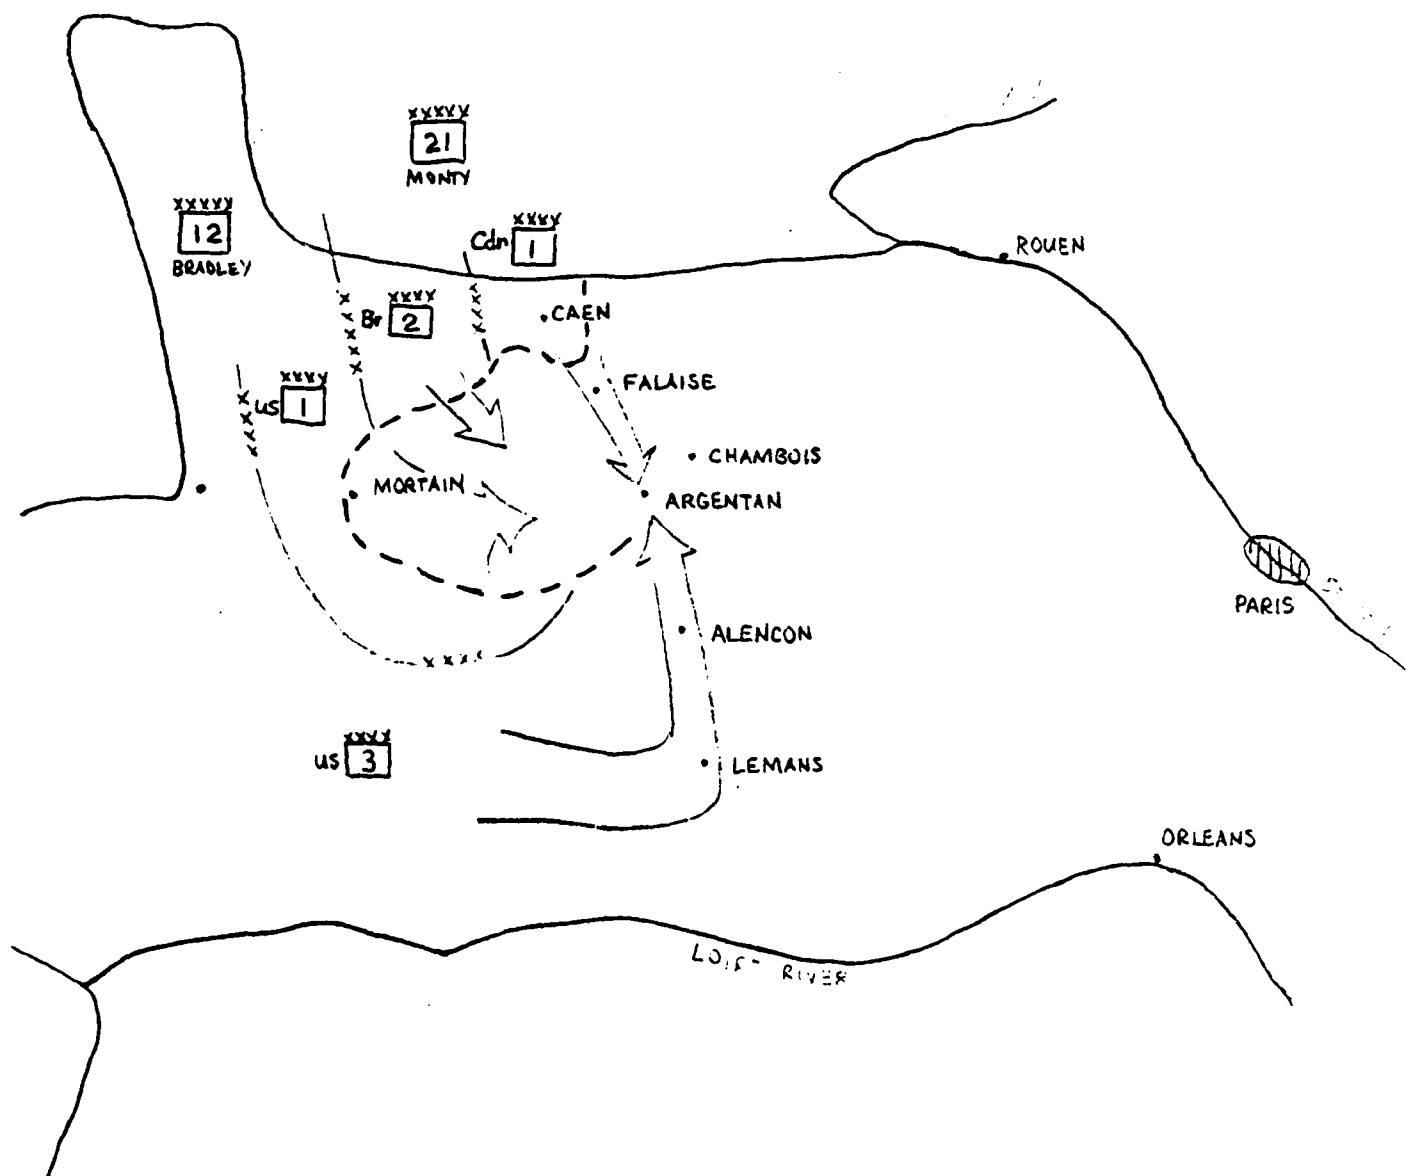 XXXXX
21
MONTY
XXXXX
12
BRADLEY
XXXX
Cdn 1
ROUEN
XXXX
Br 2
CAEN
XXXX
US 1
FALAISE
CHAMBOIS
MORTAIN
ARGENTAN
PARIS
ALENCON
XXXX
US 3
LEMANS
ORLEANS
RIVER